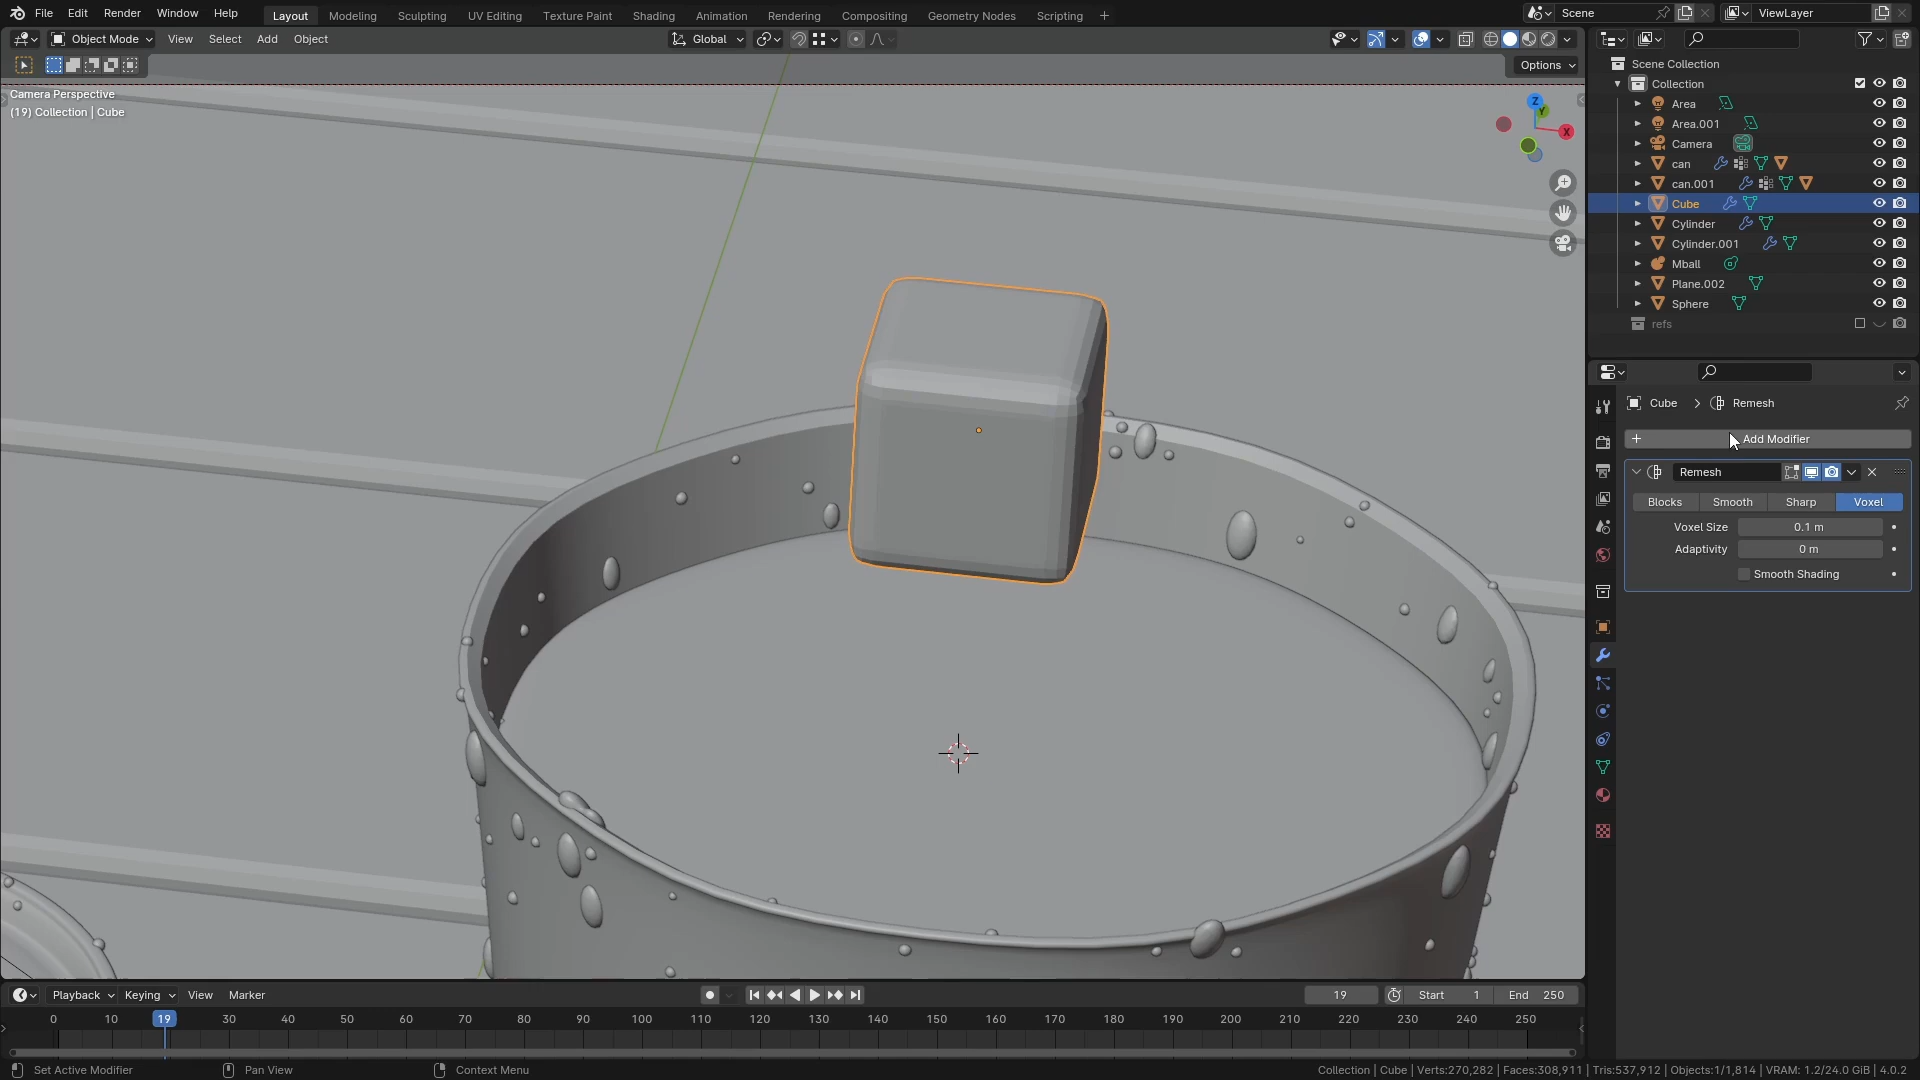 File Edit Render Window Help Layout Modeling Sculpting UV Editing Texture Paint Shading Animation Rendering Compositing Geometry Nodes Scripting + Scene ViewLayer
Object Mode View Select Add Object Global
Options
Camera Perspective
(19) Collection | Cube
Z
Y
X
Scene Collection
Collection
Area
Area.001
Camera
can
can.001
Cube
Cylinder
Cylinder.001
Mball
Plane.002
Sphere
refs
Cube > Remesh
+ Add Modifier
Remesh
Blocks Smooth Sharp Voxel
Voxel Size 0.1 m
Adaptivity 0 m
Smooth Shading
Playback Keying View Marker 19 Start 1 End 250
0 10 19 30 40 50 60 70 80 90 100 110 120 130 140 150 160 170 180 190 200 210 220 230 240 250
Set Active Modifier Pan View Context Menu Collection | Cube | Verts:270,282 | Faces:308,911 | Tris:537,912 | Objects:1/1,814 | VRAM: 1.2/24.0 GiB | 4.0.2